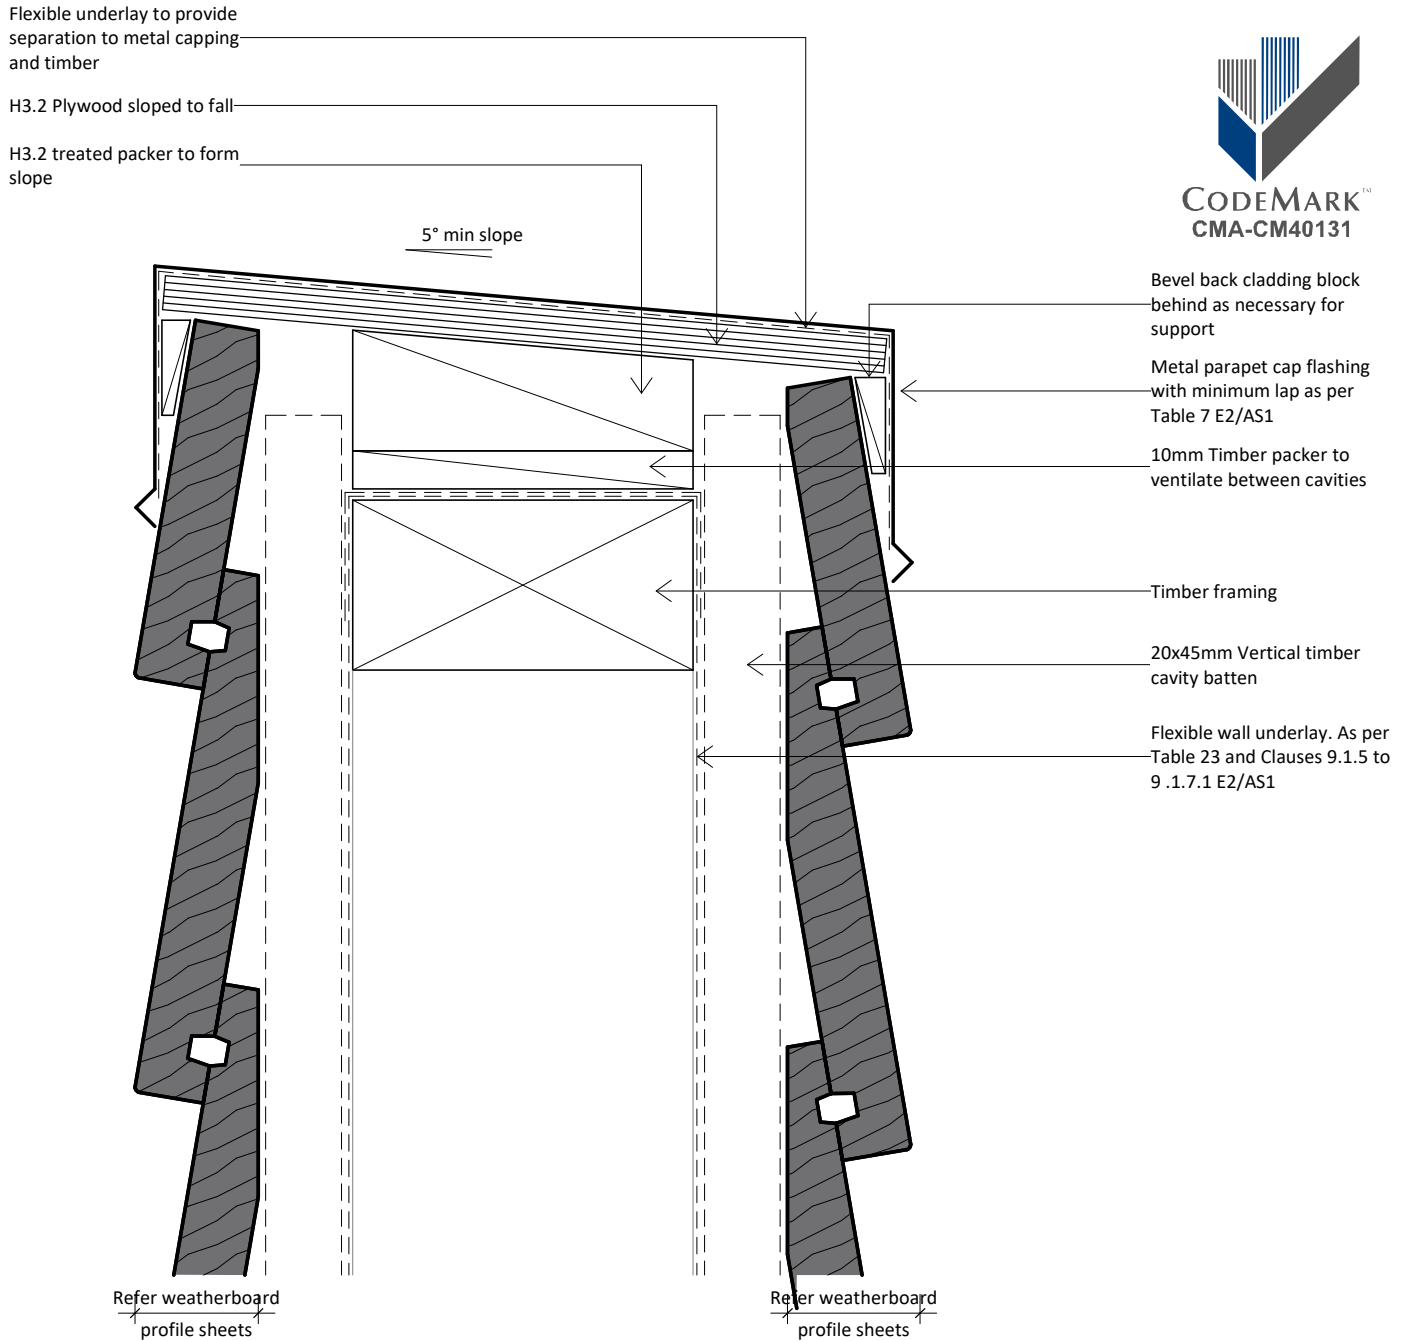 Flexible underlay to provide
separation to metal capping
and timber
H3.2 Plywood sloped to fall
H3.2 treated packer to form
slope
5° min slope
CODEMARK™
CMA-CM40131
Bevel back cladding block
behind as necessary for
support
Metal parapet cap flashing
with minimum lap as per
Table 7 E2/AS1
10mm Timber packer to
ventilate between cavities
Timber framing
20x45mm Vertical timber
cavity batten
Flexible wall underlay. As per
Table 23 and Clauses 9.1.5 to
9 .1.7.1 E2/AS1
Refer weatherboard
profile sheets
Refer weatherboard
profile sheets